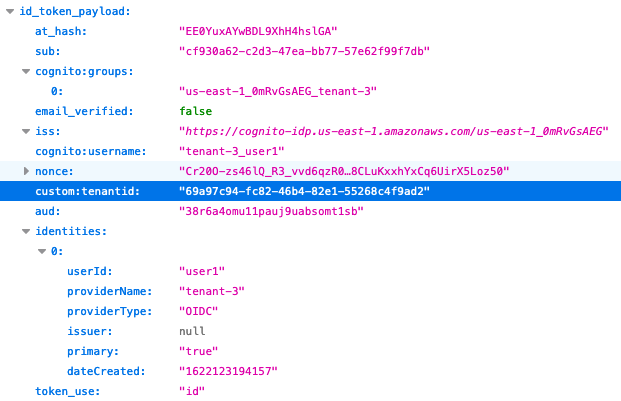 id_token_payload:
at_hash: "EE0YuxAYwBDL9XhH4hslGA"
sub: "cf930a62-c2d3-47ea-bb77-57e62f99f7db"
cognito:groups:
0: "us-east-1_0mRvGsAEG_tenant-3"
email_verified: false
iss: "https://cognito-idp.us-east-1.amazonaws.com/us-east-1_0mRvGsAEG"
cognito:username: "tenant-3_user1"
nonce: "Cr20O-zs46lQ_R3_vvd6qzR0…8CLuKxxhYxCq6UirX5Loz50"
custom:tenantid: "69a97c94-fc82-46b4-82e1-55268c4f9ad2"
aud: "38r6a4omu11pauj9uabsomt1sb"
identities:
0:
userId: "user1"
providerName: "tenant-3"
providerType: "OIDC"
issuer: null
primary: "true"
dateCreated: "1622123194157"
token_use: "id"